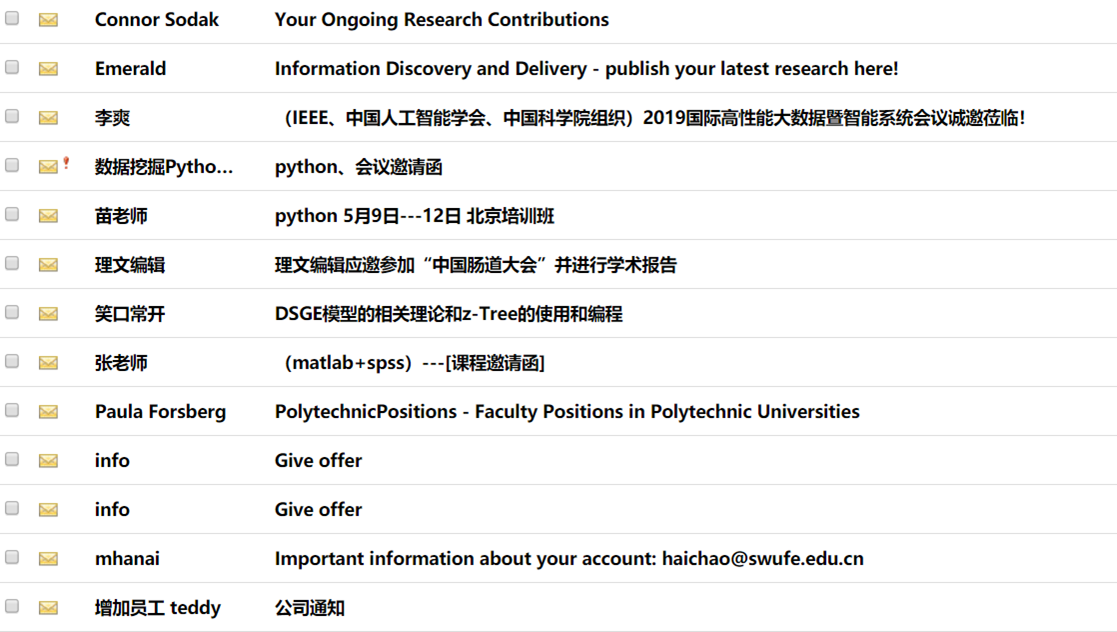 Connor Sodak Your Ongoing Research Contributions
Emerald Information Discovery and Delivery - publish your latest research here!
李爽 （IEEE、中国人工智能学会、中国科学院组织）2019国际高性能大数据暨智能系统会议诚邀莅临！
数据挖掘Pytho... python、会议邀请函
苗老师 python 5月9日---12日 北京培训班
理文编辑 理文编辑应邀参加“中国肠道大会”并进行学术报告
笑口常开 DSGE模型的相关理论和z-Tree的使用和编程
张老师 （matlab+spss）---[课程邀请函]
Paula Forsberg PolytechnicPositions - Faculty Positions in Polytechnic Universities
info Give offer
info Give offer
mhanai Important information about your account: haichao@swufe.edu.cn
增加员工 teddy 公司通知